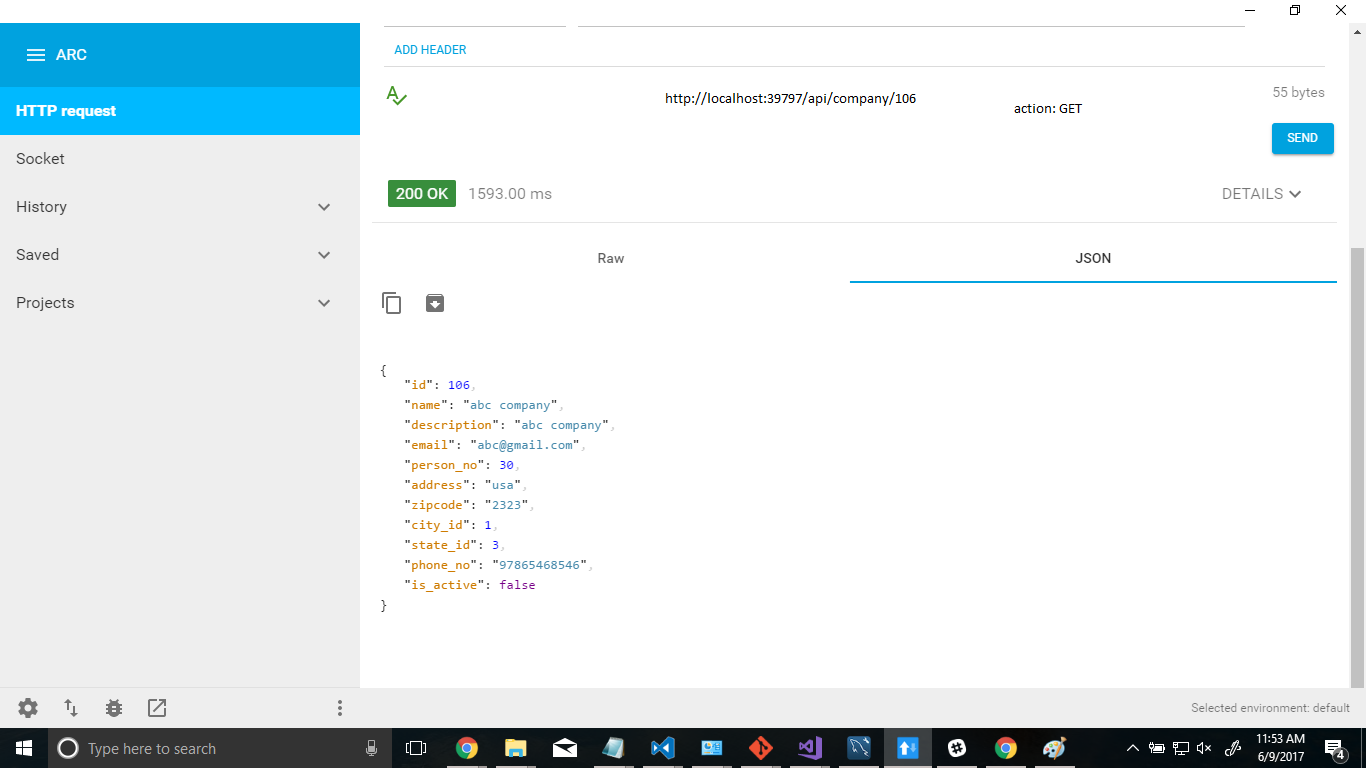 ARC
HTTP request
Socket
History
Saved
Projects
ADD HEADER
http://localhost:39797/api/company/106
action: GET
55 bytes
SEND
200 OK 1593.00 ms
DETAILS
Raw
JSON
{
"id": 106,
"name": "abc company",
"description": "abc company",
"email": "abc@gmail.com",
"person_no": 30,
"address": "usa",
"zipcode": "2323",
"city_id": 1,
"state_id": 3,
"phone_no": "97865468546",
"is_active": false
}
Selected environment: default
Type here to search
11:53 AM
6/9/2017
4